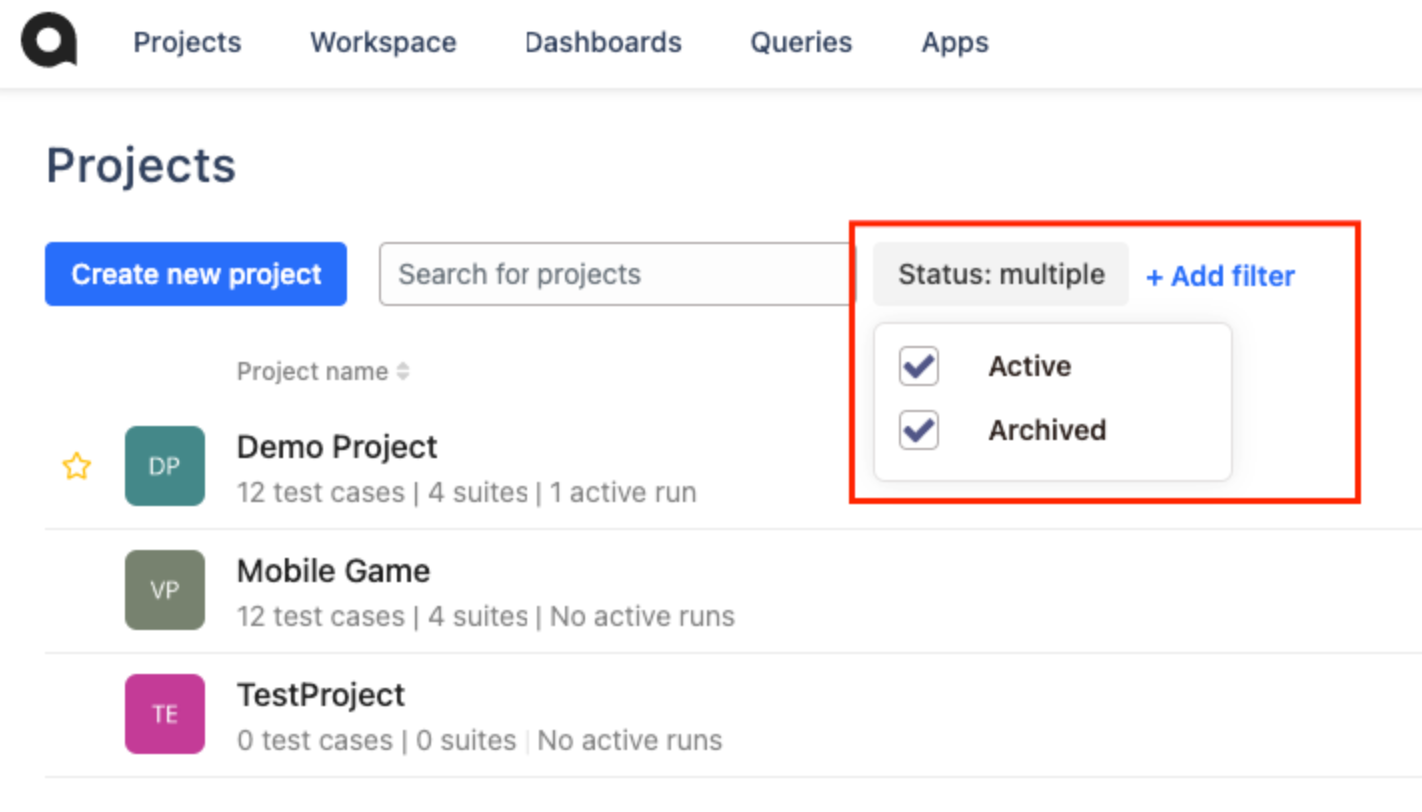 Projects Workspace Dashboards Queries Apps
Projects
Create new project
Search for projects
Status: multiple
+ Add filter
Active
Archived
Project name
DP
Demo Project
12 test cases | 4 suites | 1 active run
VP
Mobile Game
12 test cases | 4 suites | No active runs
TE
TestProject
0 test cases | 0 suites | No active runs